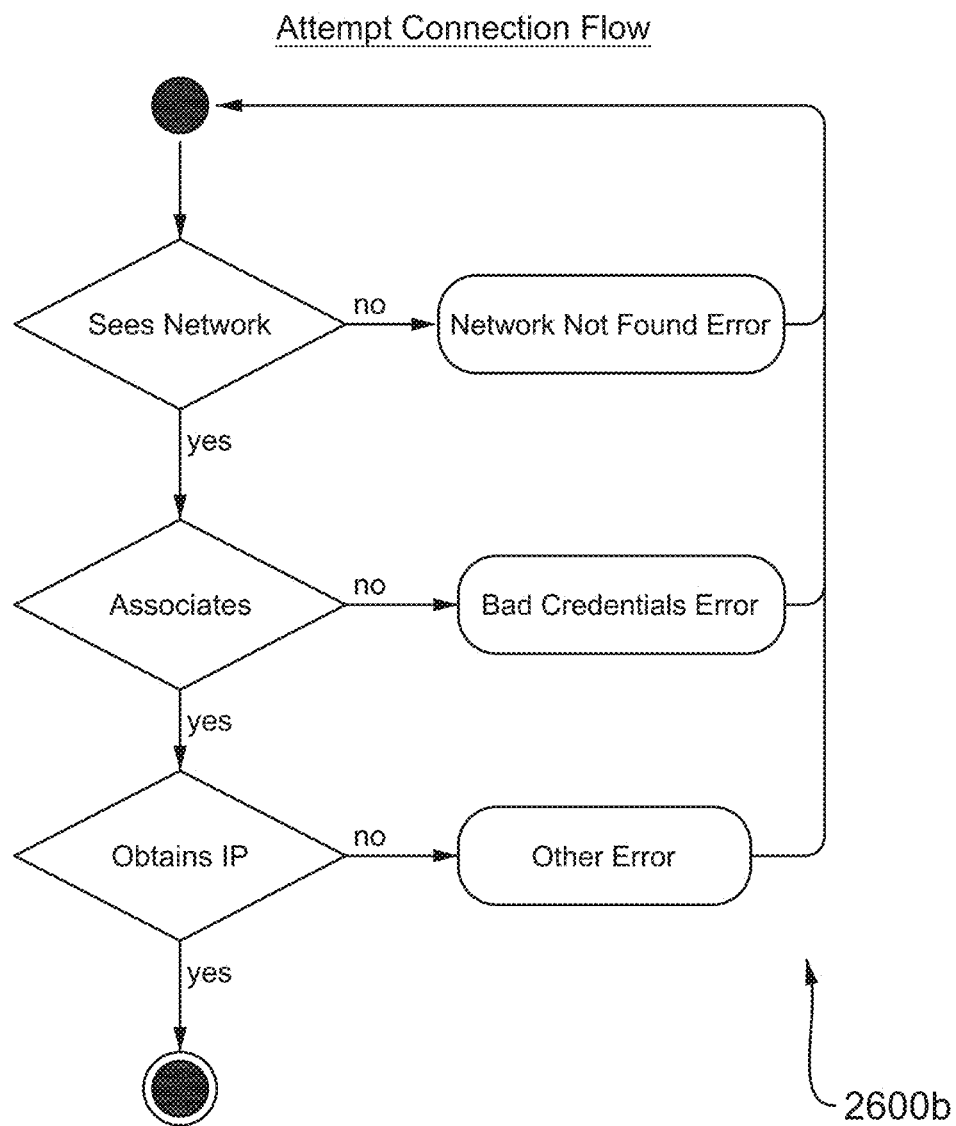 Attempt Connection Flow
Sees Network
no
Network Not Found Error
yes
Associates
no
Bad Credentials Error
yes
Obtains IP
no
Other Error
yes
2600b